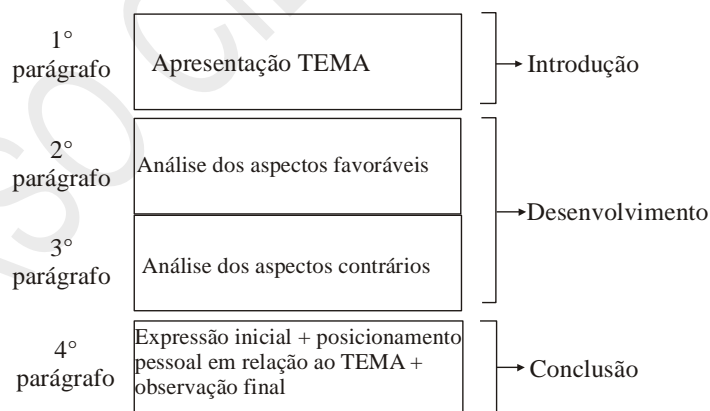 1°
parágrafo
Apresentação TEMA
Introdução
2°
parágrafo
Análise dos aspectos favoráveis
Desenvolvimento
3°
parágrafo
Análise dos aspectos contrários
4°
parágrafo
Expressão inicial + posicionamento
pessoal em relação ao TEMA +
observação final
Conclusão